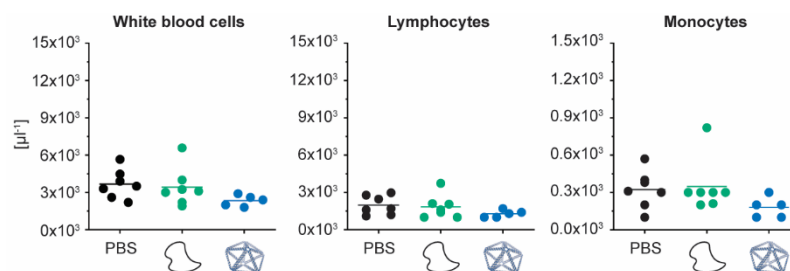 White blood cells
[µl⁻¹]
15x10³
12x10³
9x10³
6x10³
3x10³
0x10³
PBS
Lymphocytes
15x10³
12x10³
9x10³
6x10³
3x10³
0x10³
PBS
Monocytes
1.5x10³
1.2x10³
0.9x10³
0.6x10³
0.3x10³
0.0x10³
PBS